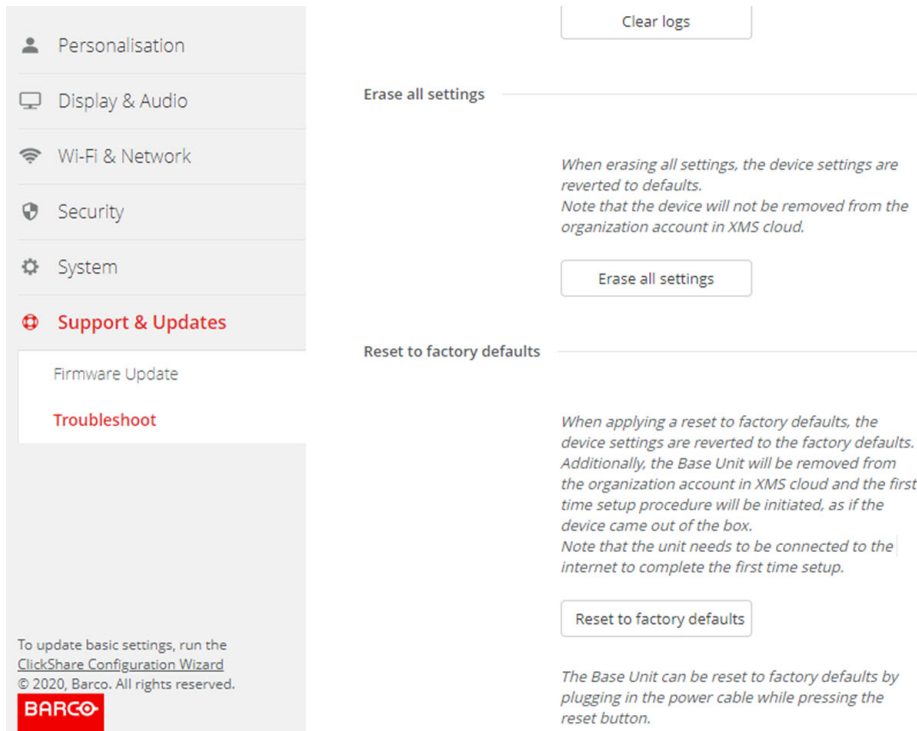 Personalisation
Display & Audio
Wi-Fi & Network
Security
System
Support & Updates
Firmware Update
Troubleshoot
To update basic settings, run the
ClickShare Configuration Wizard
© 2020, Barco. All rights reserved.
BARCO
Clear logs
Erase all settings
When erasing all settings, the device settings are
reverted to defaults.
Note that the device will not be removed from the
organization account in XMS cloud.
Erase all settings
Reset to factory defaults
When applying a reset to factory defaults, the
device settings are reverted to the factory defaults.
Additionally, the Base Unit will be removed from
the organization account in XMS cloud and the first
time setup procedure will be initiated, as if the
device came out of the box.
Note that the unit needs to be connected to the
internet to complete the first time setup.
Reset to factory defaults
The Base Unit can be reset to factory defaults by
plugging in the power cable while pressing the
reset button.